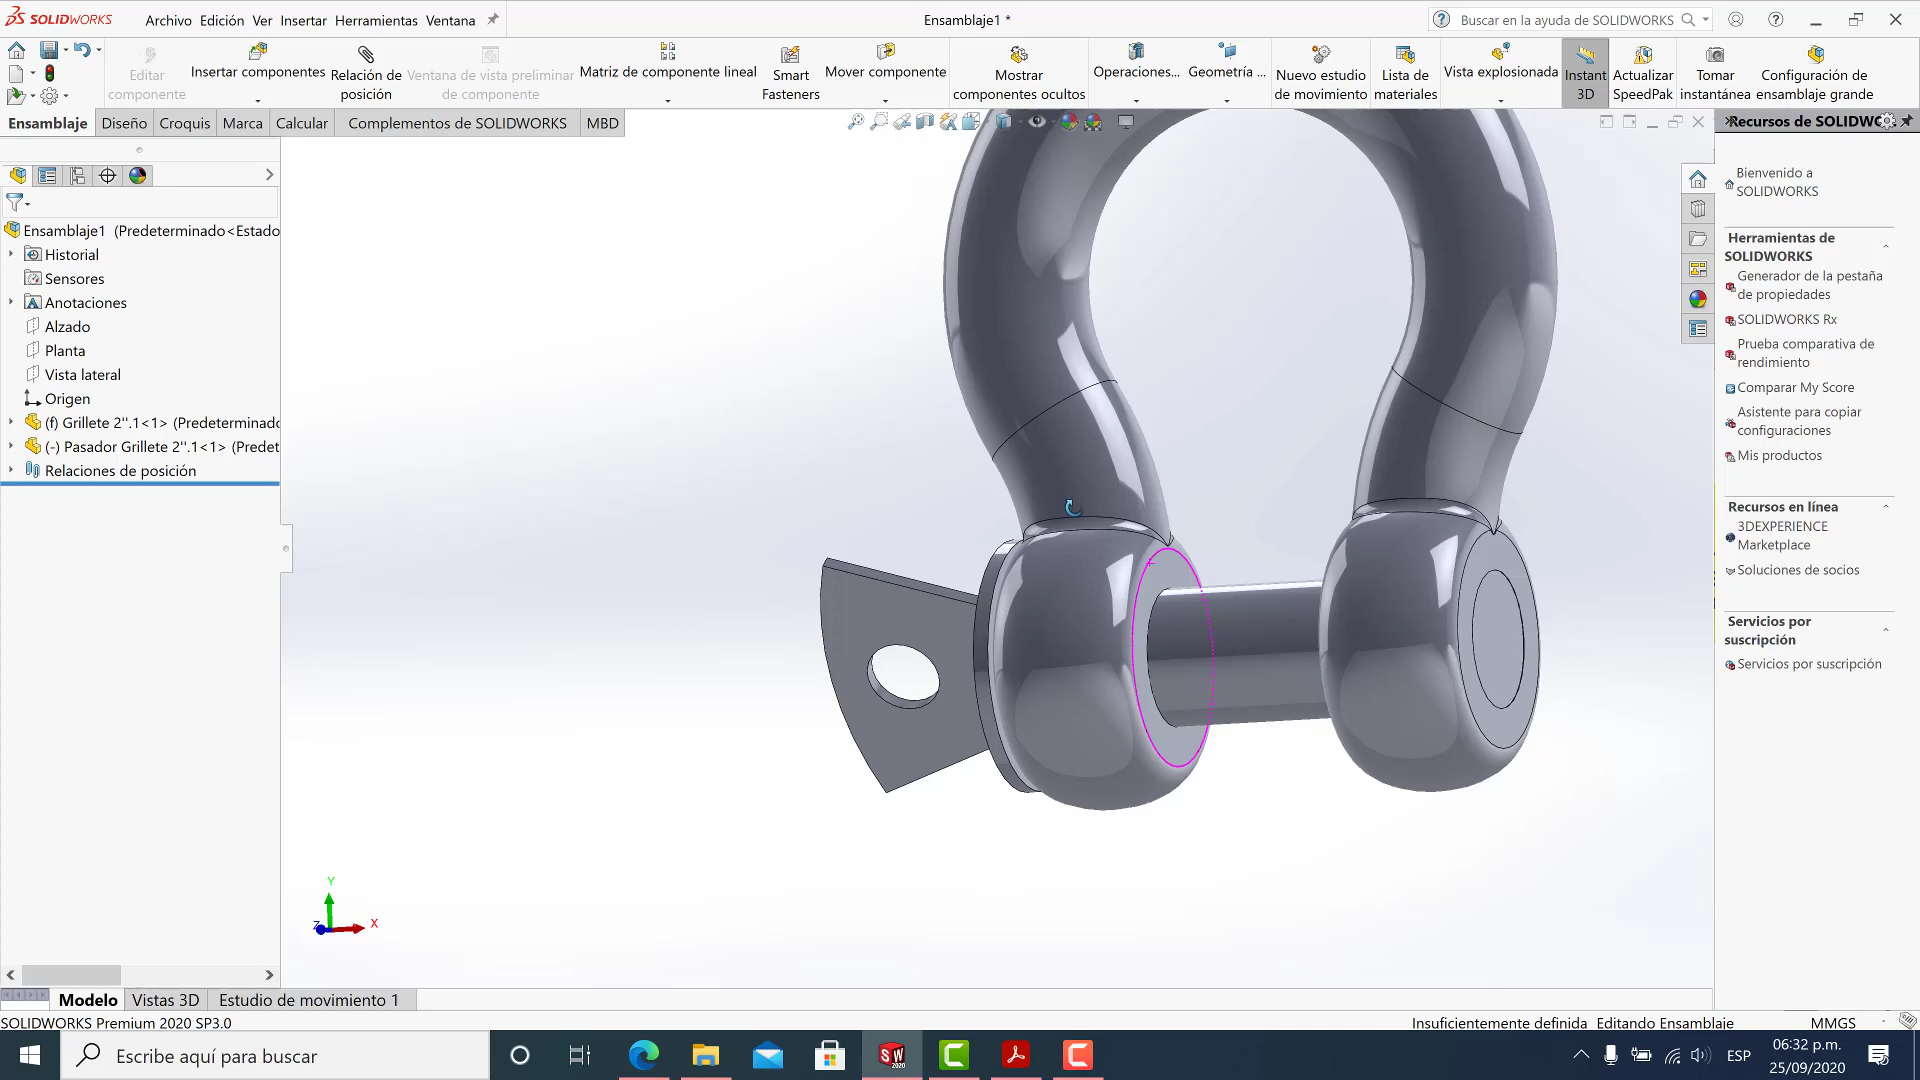 SOLIDWORKS
Archivo Edición Ver Insertar Herramientas Ventana
Ensamblaje1 *
Buscar en la ayuda de SOLIDWORKS
Editar componente
Insertar componentes
Relación de posición
Ventana de vista preliminar de componente
Matriz de componente lineal
Smart Fasteners
Mover componente
Mostrar componentes ocultos
Operaciones...
Geometría ...
Nuevo estudio de movimiento
Lista de materiales
Vista explosionada
Instant 3D
Actualizar SpeedPak
Tomar instantánea
Configuración de ensamblaje grande
Ensamblaje Diseño Croquis Marca Calcular Complementos de SOLIDWORKS MBD
Ensamblaje1 (Predeterminado<Estado
Historial
Sensores
Anotaciones
Alzado
Planta
Vista lateral
Origen
(f) Grillete 2''.1<1> (Predeterminado
(-) Pasador Grillete 2''.1<1> (Predet
Relaciones de posición
Recursos de SOLIDWO
Bienvenido a
SOLIDWORKS
Herramientas de
SOLIDWORKS
Generador de la pestaña
de propiedades
SOLIDWORKS Rx
Prueba comparativa de
rendimiento
Comparar My Score
Asistente para copiar
configuraciones
Mis productos
Recursos en línea
3DEXPERIENCE
Marketplace
Soluciones de socios
Servicios por
suscripción
Servicios por suscripción
Y
Z
X
Modelo Vistas 3D Estudio de movimiento 1
SOLIDWORKS Premium 2020 SP3.0
Insuficientemente definida Editando Ensamblaje MMGS
Escribe aquí para buscar
SW
2020
ESP
06:32 p.m.
25/09/2020